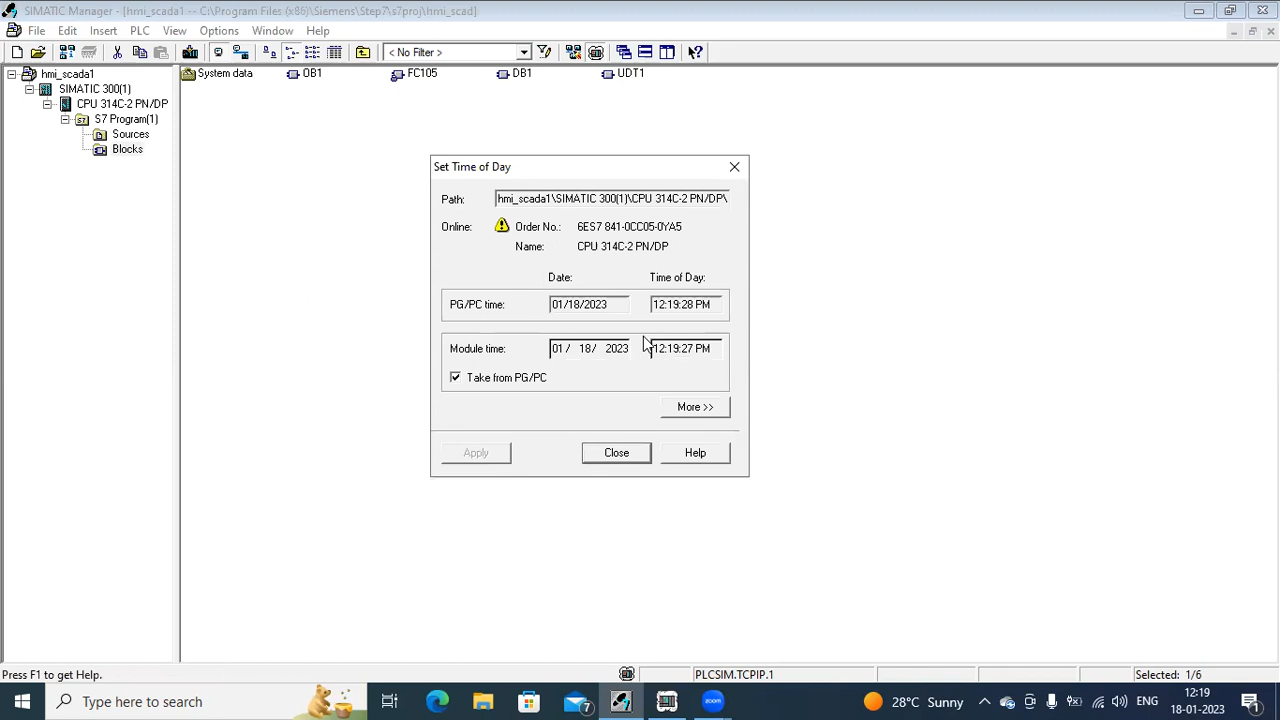 SIMATIC Manager - [hmi_scada1 -- C:\Program Files (x86)\Siemens\Step7\s7proj\hmi_scad]
File Edit Insert PLC View Options Window Help
< No Filter >
hmi_scada1
SIMATIC 300(1)
CPU 314C-2 PN/DP
S7 Program(1)
Sources
Blocks
System data OB1 FC105 DB1 UDT1
Set Time of Day
Path: hmi_scada1\SIMATIC 300(1)\CPU 314C-2 PN/DP\
Online: Order No.: 6ES7 841-0CC05-0YA5
Name: CPU 314C-2 PN/DP
Date: Time of Day:
PG/PC time: 01/18/2023 12:19:28 PM
Module time: 01 / 18 / 2023 12:19:27 PM
Take from PG/PC
More >>
Apply Close Help
Press F1 to get Help. PLCSIM.TCPIP.1 Selected: 1/6
Type here to search 7 zoom 28°C Sunny ENG 12:19
18-01-2023 1